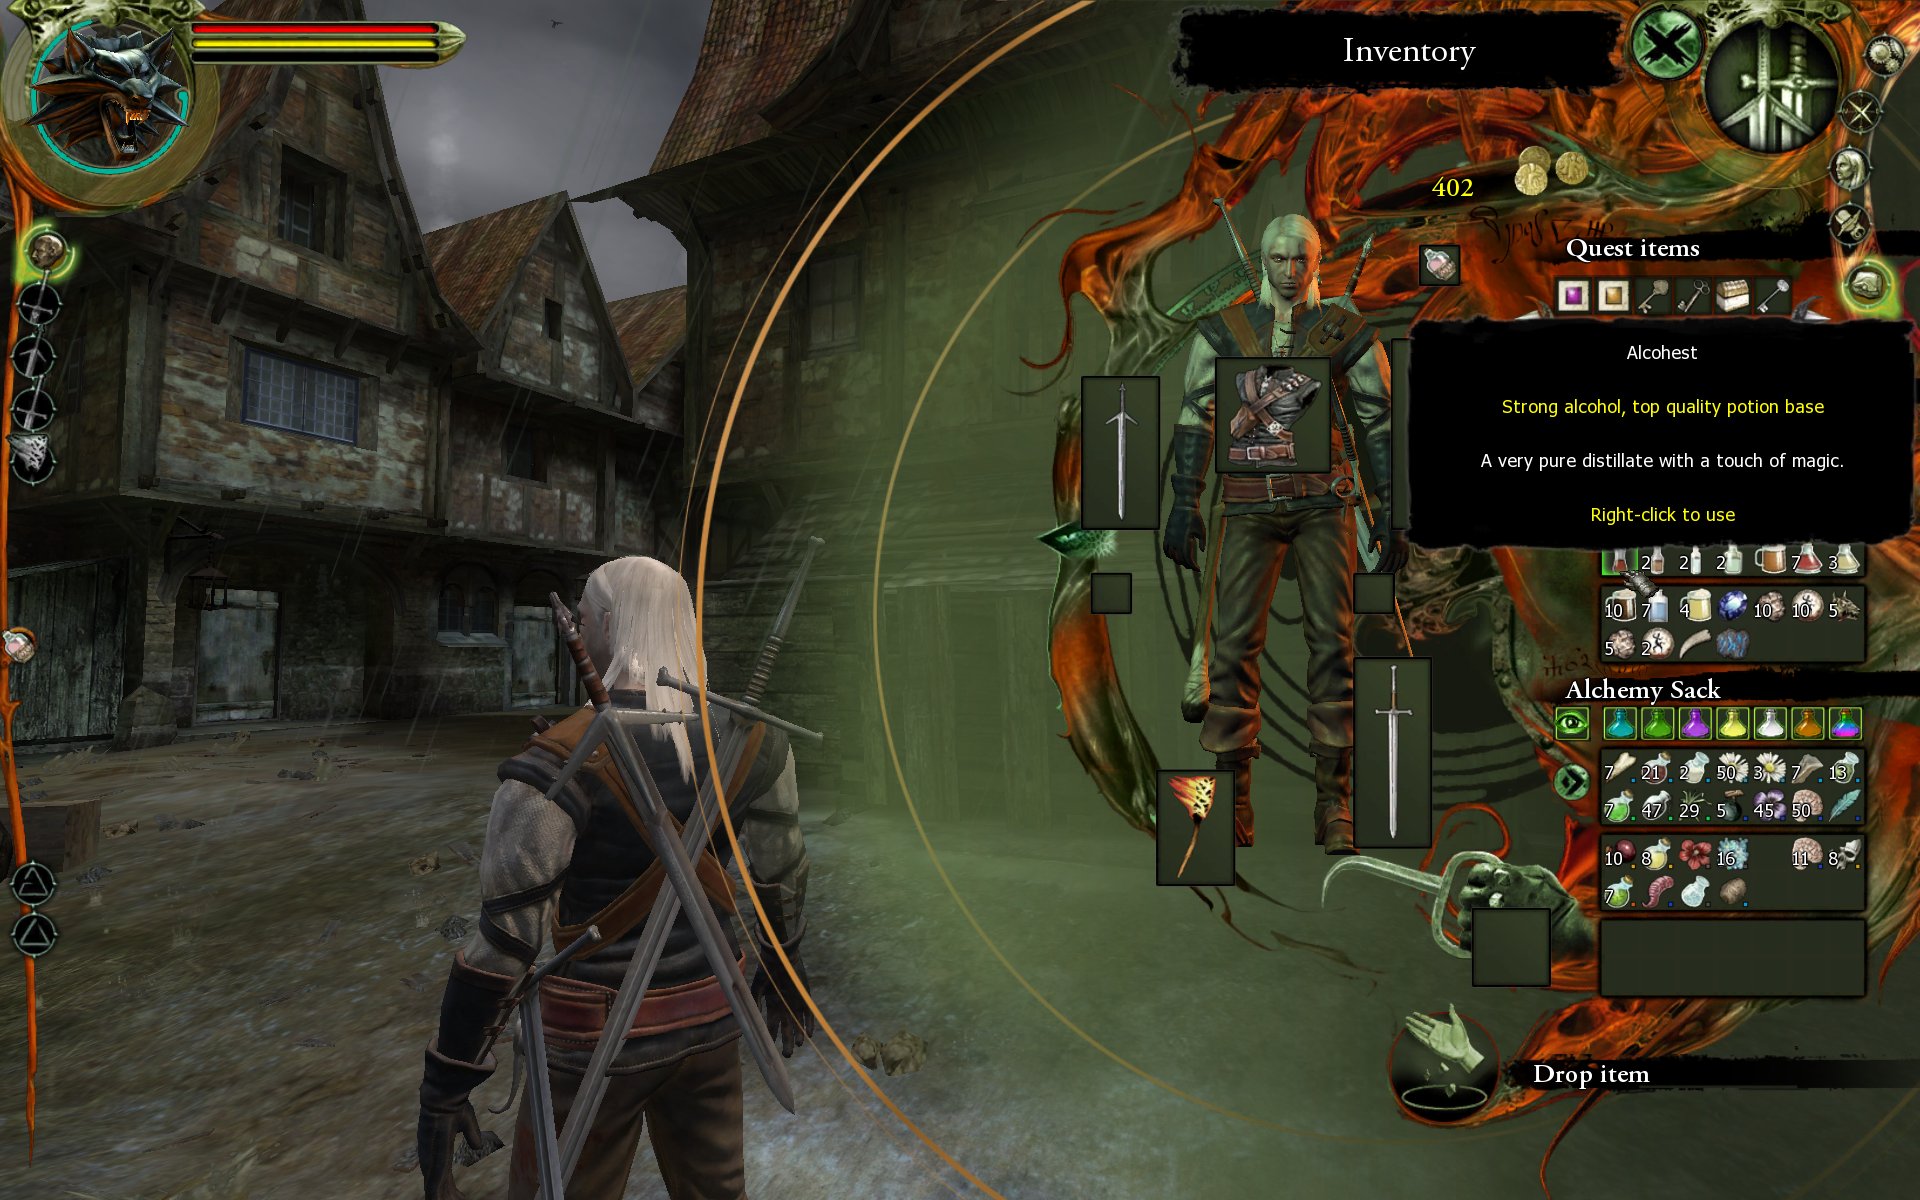 Inventory
402
Quest items
Alcohest
Strong alcohol, top quality potion base
A very pure distillate with a touch of magic.
Right-click to use
2 2 2 7 3
10 7 4 10 10 5
5 2
Alchemy Sack
7 21 2 50 3 7 13
7 47 29 5 45 50
10 8 16 11 8
7
Drop item